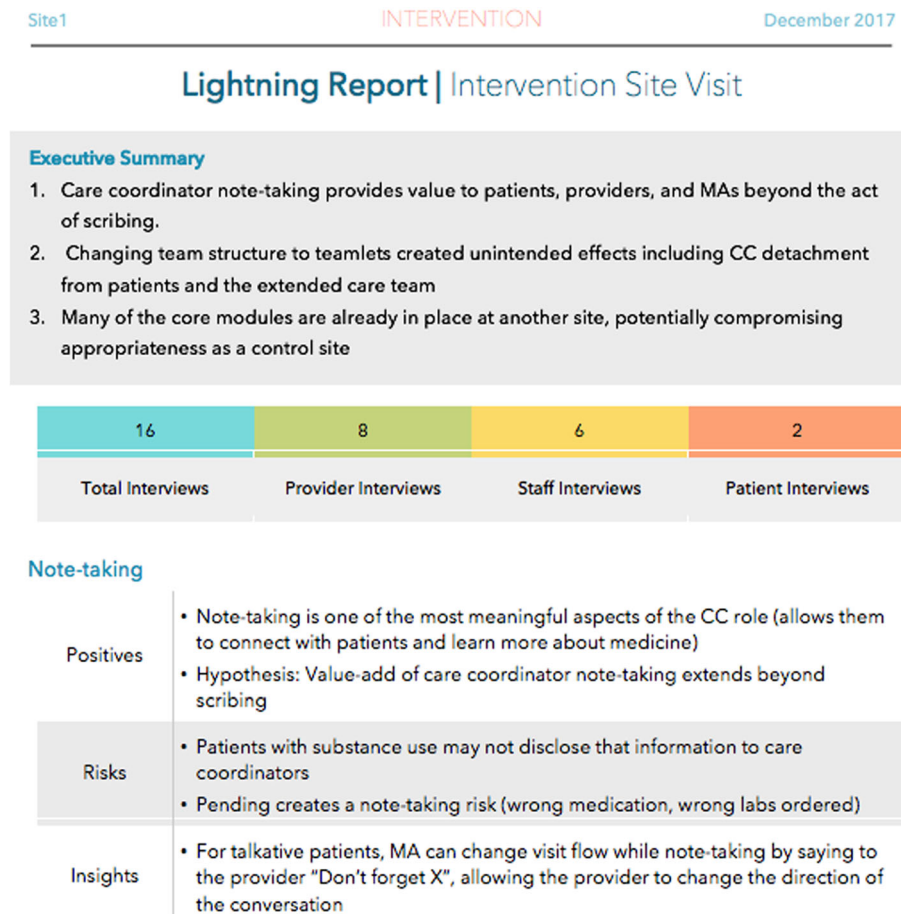 Site1 INTERVENTION December 2017
Lightning Report | Intervention Site Visit
Executive Summary
1. Care coordinator note-taking provides value to patients, providers, and MAs beyond the act
of scribing.
2. Changing team structure to teamlets created unintended effects including CC detachment
from patients and the extended care team
3. Many of the core modules are already in place at another site, potentially compromising
appropriateness as a control site
16 8 6 2
Total Interviews Provider Interviews Staff Interviews Patient Interviews
Note-taking
Positives
• Note-taking is one of the most meaningful aspects of the CC role (allows them
to connect with patients and learn more about medicine)
• Hypothesis: Value-add of care coordinator note-taking extends beyond
scribing
Risks
• Patients with substance use may not disclose that information to care
coordinators
• Pending creates a note-taking risk (wrong medication, wrong labs ordered)
Insights
• For talkative patients, MA can change visit flow while note-taking by saying to
the provider “Don’t forget X”, allowing the provider to change the direction of
the conversation